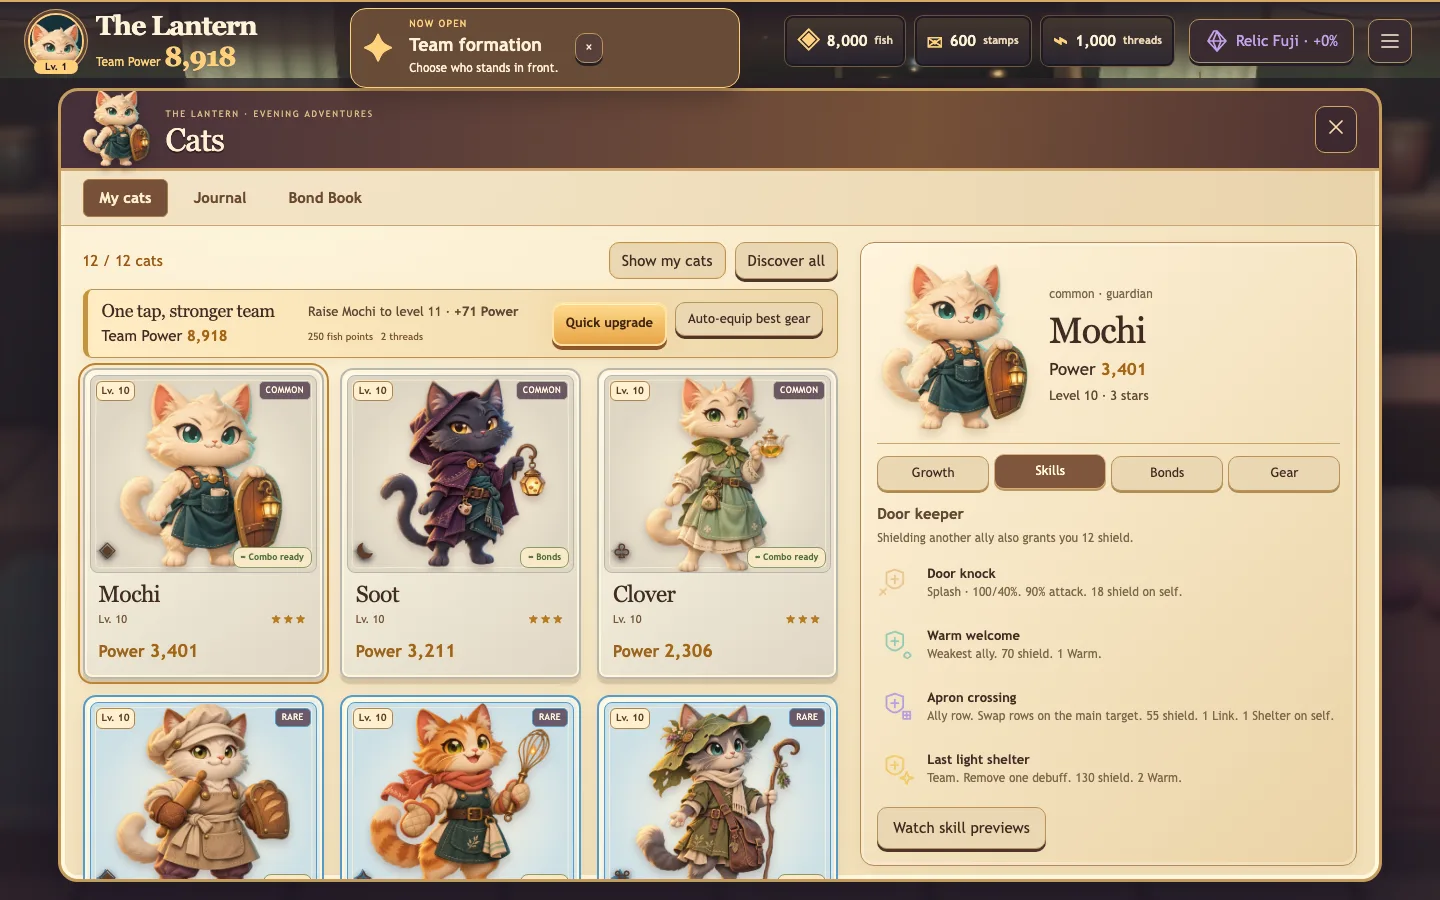 The Lantern
Team Power 8,918
Lv. 1
NOW OPEN
Team formation
Choose who stands in front.
×
8,000 fish
600 stamps
1,000 threads
Relic Fuji · +0%
THE LANTERN · EVENING ADVENTURES
Cats
My cats
Journal
Bond Book
12 / 12 cats
Show my cats
Discover all
One tap, stronger team
Team Power 8,918
Raise Mochi to level 11 · +71 Power
250 fish points 2 threads
Quick upgrade
Auto-equip best gear
Lv. 10
COMMON
Combo ready
Mochi
Lv. 10
★★★
Power 3,401
Lv. 10
COMMON
Bonds
Soot
Lv. 10
★★★
Power 3,211
Lv. 10
COMMON
Combo ready
Clover
Lv. 10
★★★
Power 2,306
Lv. 10
RARE
Lv. 10
RARE
Lv. 10
RARE
common · guardian
Mochi
Power 3,401
Level 10 · 3 stars
Growth
Skills
Bonds
Gear
Door keeper
Shielding another ally also grants you 12 shield.
Door knock
Splash · 100/40%. 90% attack. 18 shield on self.
Warm welcome
Weakest ally. 70 shield. 1 Warm.
Apron crossing
Ally row. Swap rows on the main target. 55 shield. 1 Link. 1 Shelter on self.
Last light shelter
Team. Remove one debuff. 130 shield. 2 Warm.
Watch skill previews